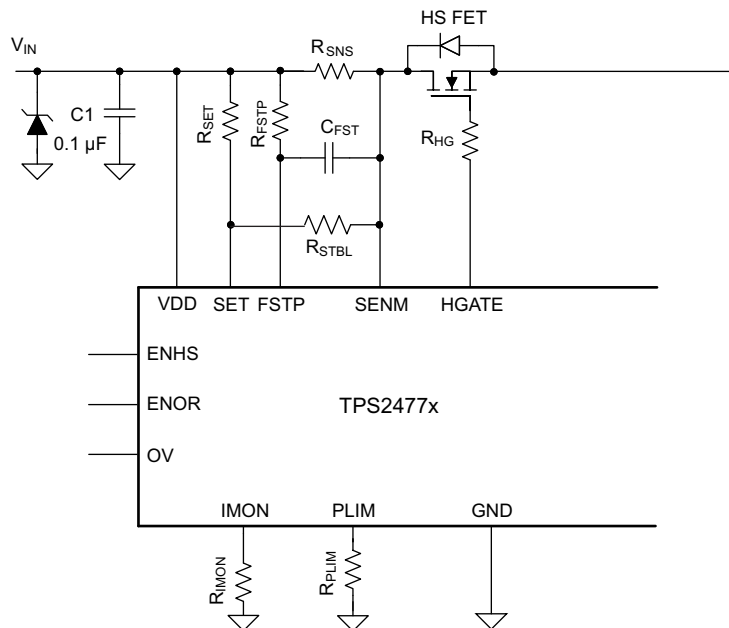 HS FET
V_IN
R_SNS
C1
0.1 µF
R_SET
R_FSTP
C_FST
R_HG
R_STBL
VDD SET FSTP SENM HGATE
ENHS
ENOR
TPS2477x
OV
IMON PLIM GND
R_IMON
R_PLIM